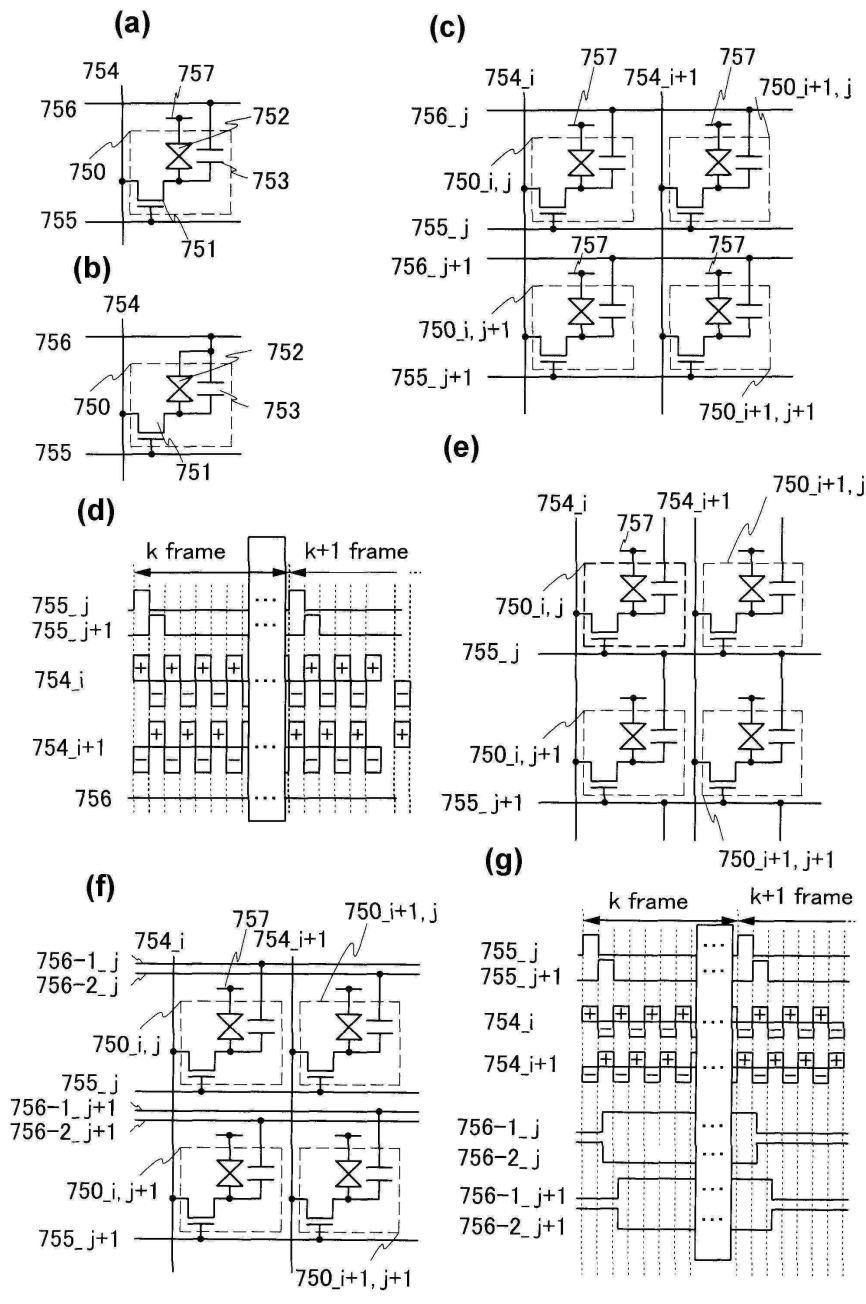 (a)
754
757
756
752
750
753
755
751
(b)
754
756
752
750
753
755
751
(c)
754_i
757
754_i+1
757
750_i+1, j
756_j
750_i, j
755_j
757
757
756_j+1
750_i, j+1
755_j+1
750_i+1, j+1
(d)
k frame
k+1 frame
...
755_j
...
755_j+1
...
+ + + + + + +
754_i
...
- - - - - - - -
+ + + + + + + +
754_i+1
...
- - - - - - -
756
...
(e)
754_i
754_i+1
750_i+1, j
757
750_i, j
755_j
750_i, j+1
755_j+1
750_i+1, j+1
(f)
750_i+1, j
754_i
757
754_i+1
756-1_j
756-2_j
750_i, j
755_j
756-1_j+1
756-2_j+1
750_i, j+1
755_j+1
750_i+1, j+1
(g)
k frame
k+1 frame
755_j
...
755_j+1
...
754_i
+ + + + + + +
...
- - - - - - -
754_i+1
+ + + + + +
...
- - - - - - - -
756-1_j
...
756-2_j
...
756-1_j+1
...
756-2_j+1
...